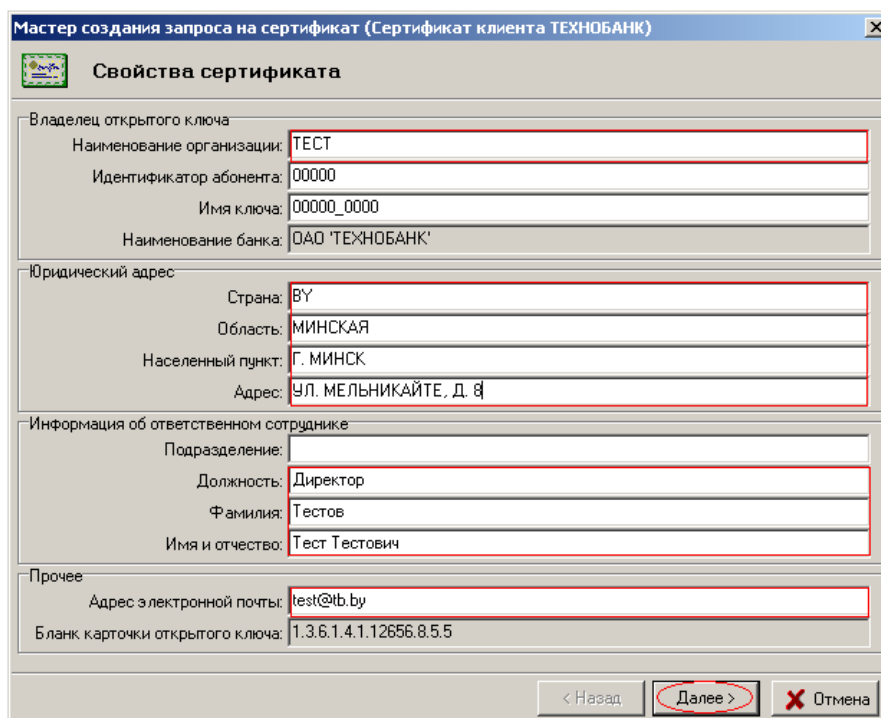 Мастер создания запроса на сертификат (Сертификат клиента ТЕХНОБАНК)
Свойства сертификата
Владелец открытого ключа
Наименование организации: ТЕСТ
Идентификатор абонента: 00000
Имя ключа: 00000_0000
Наименование банка: ОАО 'ТЕХНОБАНК'
Юридический адрес
Страна: BY
Область: МИНСКАЯ
Населенный пункт: Г. МИНСК
Адрес: УЛ. МЕЛЬНИКАЙТЕ, Д. 8
Информация об ответственном сотруднике
Подразделение:
Должность: Директор
Фамилия: Тестов
Имя и отчество: Тест Тестович
Прочее
Адрес электронной почты: test@tb.by
Бланк карточки открытого ключа: 1.3.6.1.4.1.12656.8.5.5
< Назад Далее > Отмена